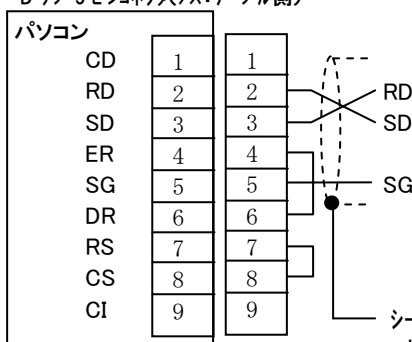 パソコン
CD 1 1
RD 2 2 RD
SD 3 3 SD
ER 4 4
SG 5 5 SG
DR 6 6
RS 7 7
CS 8 8
CI 9 9